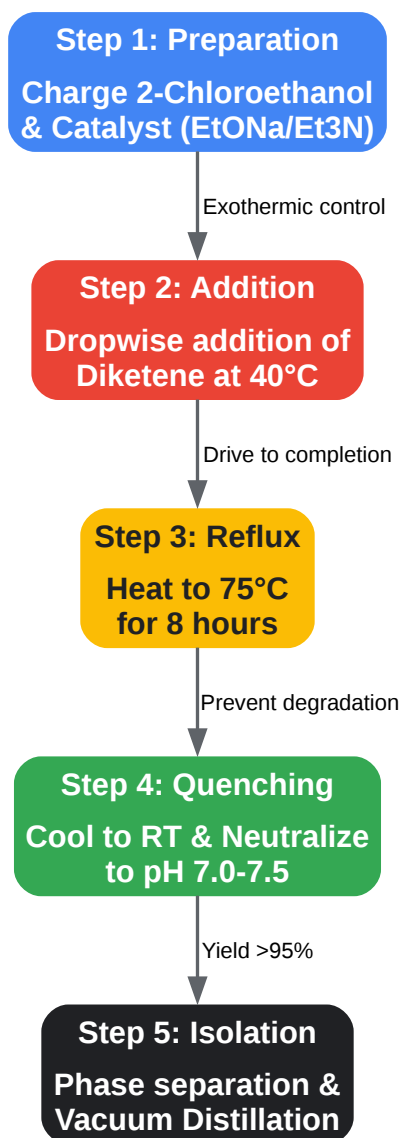 Step 1: Preparation
Charge 2-Chloroethanol
& Catalyst (EtONa/Et3N)
Exothermic control
Step 2: Addition
Dropwise addition of
Diketene at 40°C
Drive to completion
Step 3: Reflux
Heat to 75°C
for 8 hours
Prevent degradation
Step 4: Quenching
Cool to RT & Neutralize
to pH 7.0-7.5
Yield >95%
Step 5: Isolation
Phase separation &
Vacuum Distillation